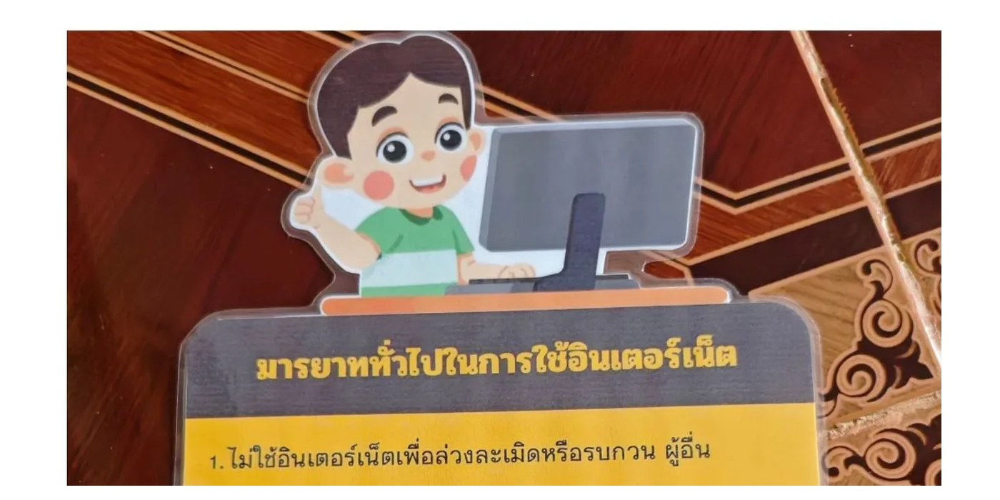 มารยาททั่วไปในการใช้อินเตอร์เน็ต
1. ไม่ใช้อินเตอร์เน็ตเพื่อล่วงละเมิดหรือรบกวน ผู้อื่น